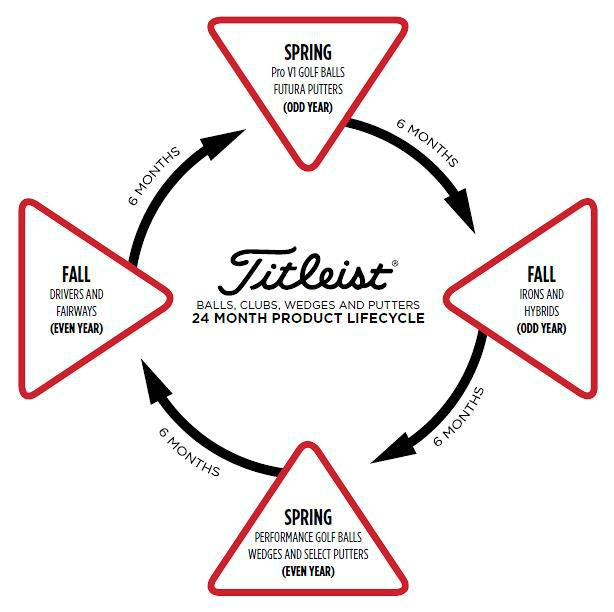 SPRING
Pro V1 GOLF BALLS
FUTURA PUTTERS
(ODD YEAR)
6 MONTHS
6 MONTHS
FALL
DRIVERS AND
FAIRWAYS
(EVEN YEAR)
Titleist®
BALLS, CLUBS, WEDGES AND PUTTERS
24 MONTH PRODUCT LIFECYCLE
FALL
IRONS AND
HYBRIDS
(ODD YEAR)
6 MONTHS
6 MONTHS
SPRING
PERFORMANCE GOLF BALLS
WEDGES AND SELECT PUTTERS
(EVEN YEAR)